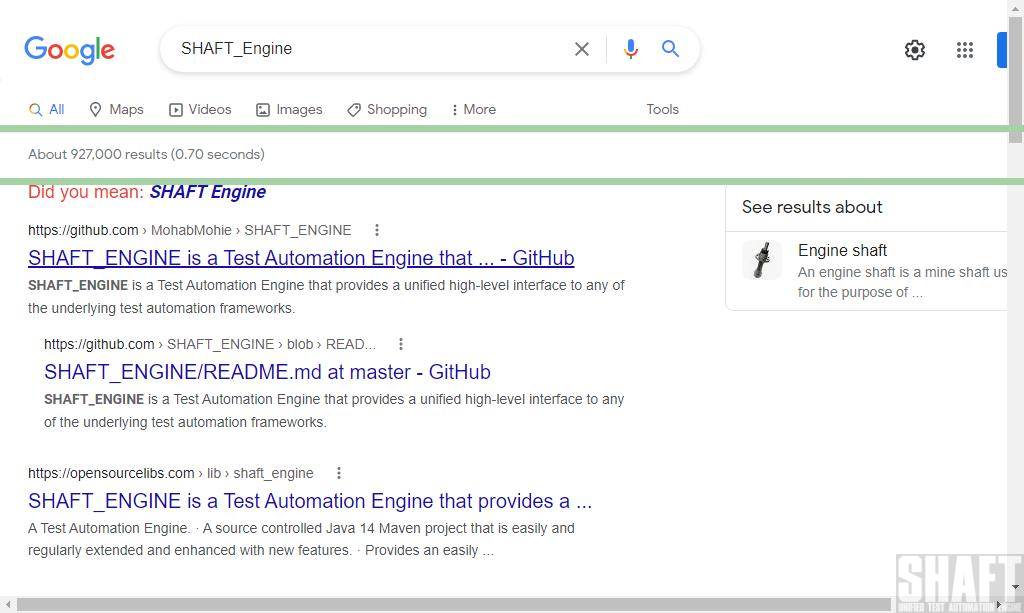 Google
SHAFT_Engine
All Maps Videos Images Shopping More Tools
About 927,000 results (0.70 seconds)
Did you mean: SHAFT Engine
https://github.com › MohabMohie › SHAFT_ENGINE
SHAFT_ENGINE is a Test Automation Engine that ... - GitHub
SHAFT_ENGINE is a Test Automation Engine that provides a unified high-level interface to any of
the underlying test automation frameworks.
https://github.com › SHAFT_ENGINE › blob › READ...
SHAFT_ENGINE/README.md at master - GitHub
SHAFT_ENGINE is a Test Automation Engine that provides a unified high-level interface to any
of the underlying test automation frameworks.
https://opensourcelibs.com › lib › shaft_engine
SHAFT_ENGINE is a Test Automation Engine that provides a ...
A Test Automation Engine. · A source controlled Java 14 Maven project that is easily and
regularly extended and enhanced with new features. · Provides an easily ...
See results about
Engine shaft
An engine shaft is a mine shaft us
for the purpose of ...
SHAFT
UNIFIED TEST AUTOMATION